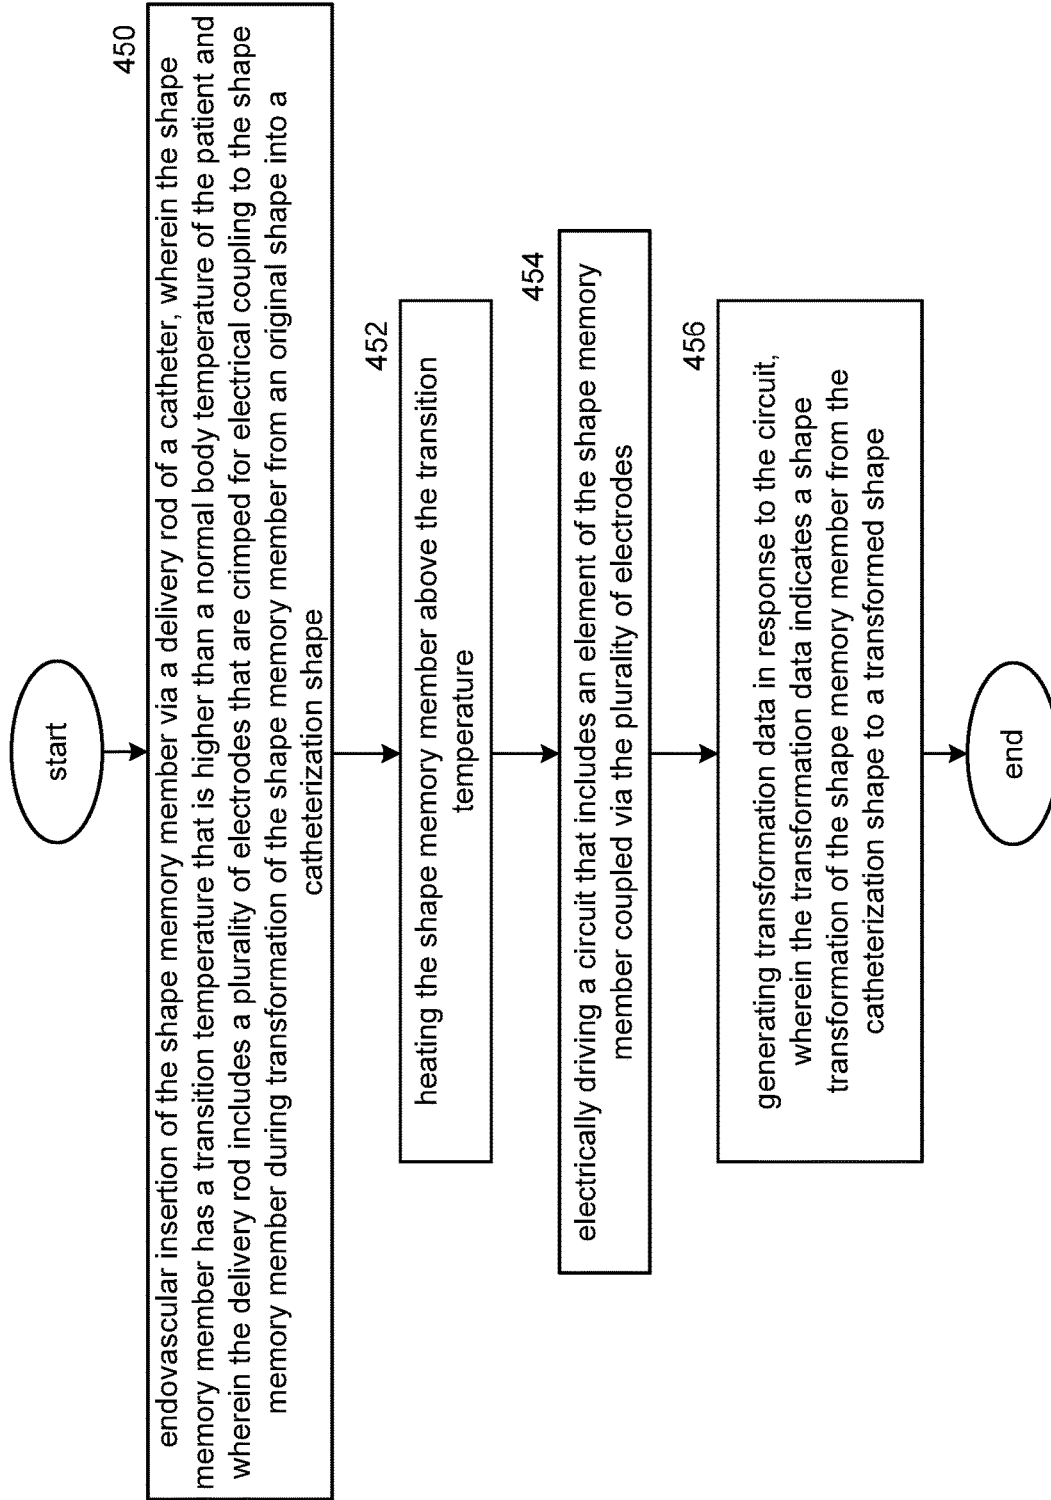 start
450
endovascular insertion of the shape memory member via a delivery rod of a catheter, wherein the shape
memory member has a transition temperature that is higher than a normal body temperature of the patient and
wherein the delivery rod includes a plurality of electrodes that are crimped for electrical coupling to the shape
memory member during transformation of the shape memory member from an original shape into a
catheterization shape
452
heating the shape memory member above the transition
temperature
454
electrically driving a circuit that includes an element of the shape memory
member coupled via the plurality of electrodes
456
generating transformation data in response to the circuit,
wherein the transformation data indicates a shape
transformation of the shape memory member from the
catheterization shape to a transformed shape
end